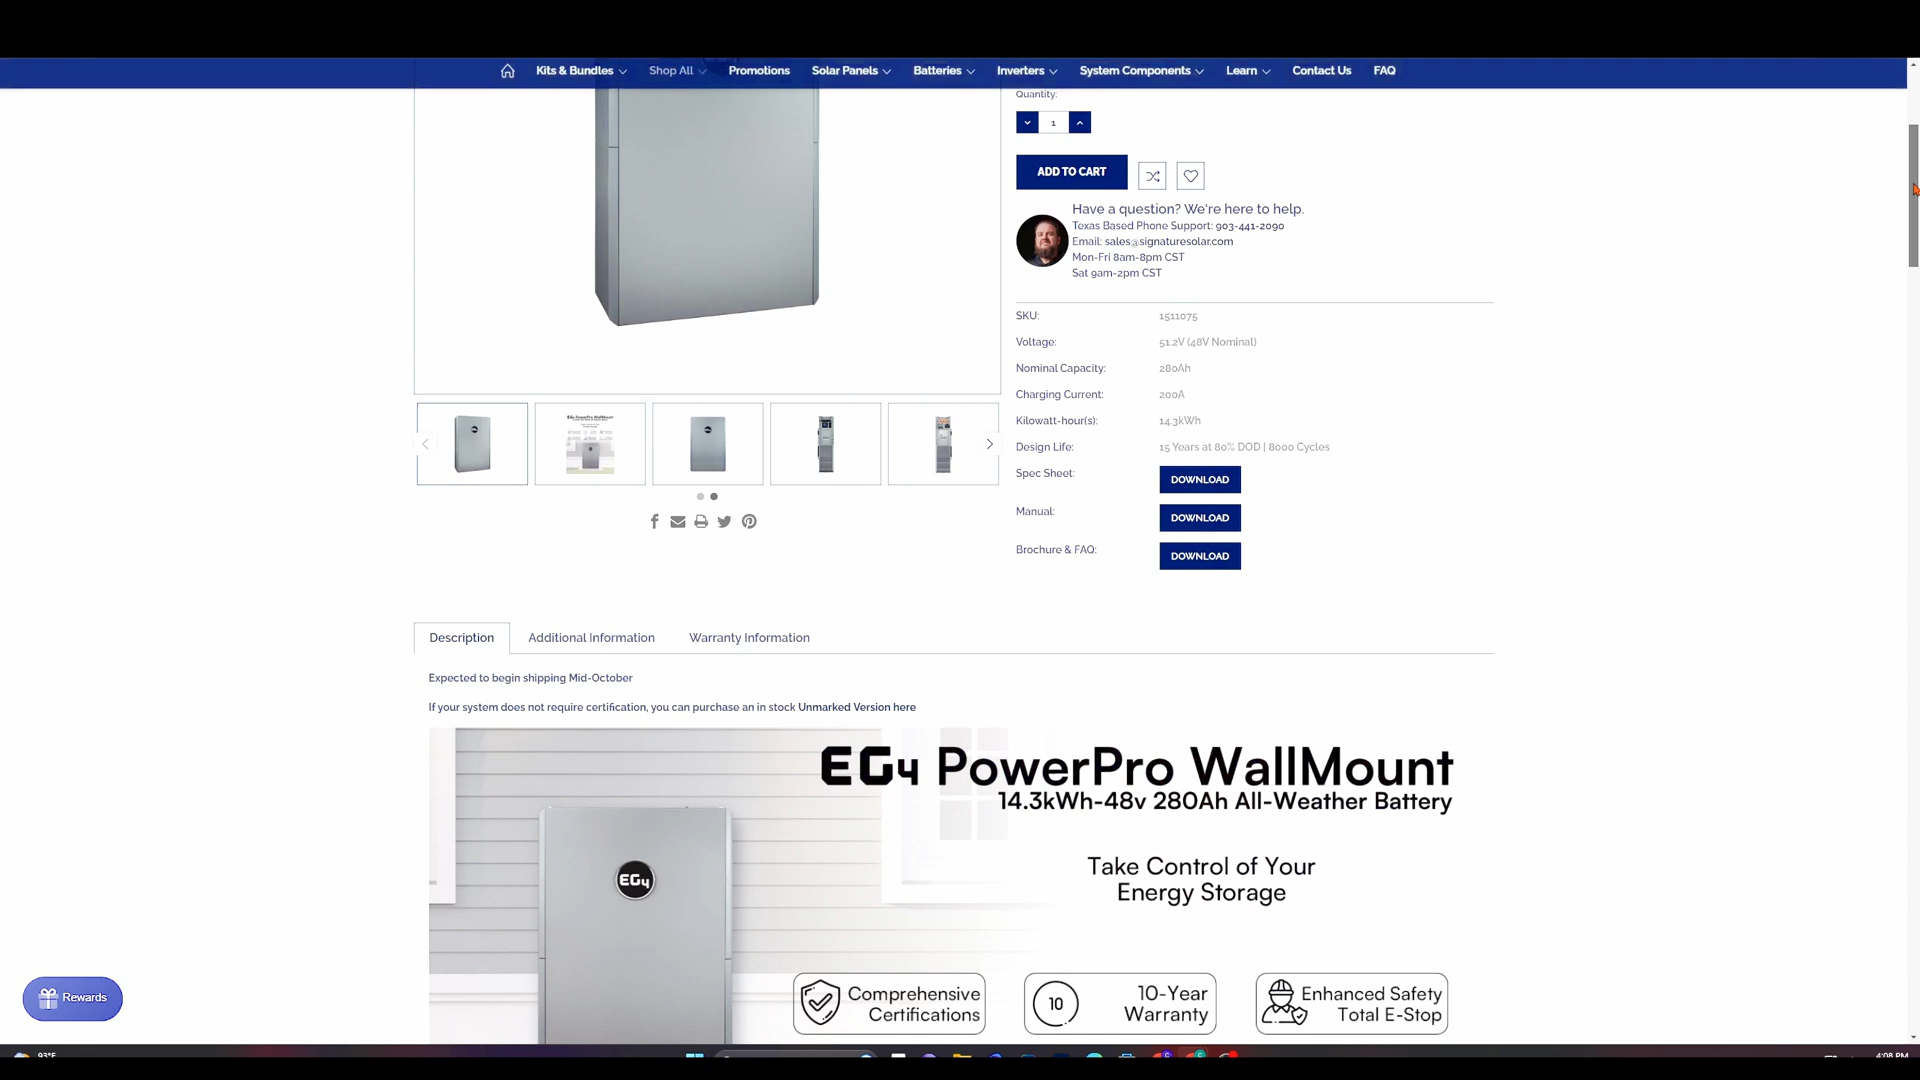 Kits & Bundles
Shop All
Promotions
Solar Panels
Batteries
Inverters
System Components
Learn
Contact Us
FAQ
Quantity:
1
ADD TO CART
Have a question? We're here to help.
Texas Based Phone Support: 903-441-2090
Email: sales@signaturesolar.com
Mon-Fri 8am-8pm CST
Sat 9am-2pm CST
SKU: 1511075
Voltage: 51.2V (48V Nominal)
Nominal Capacity: 280Ah
Charging Current: 200A
Kilowatt-hour(s): 14.3kWh
Design Life: 15 Years at 80% DOD | 8000 Cycles
Spec Sheet: DOWNLOAD
Manual: DOWNLOAD
Brochure & FAQ: DOWNLOAD
EG4 PowerPro WallMount
Description
Additional Information
Warranty Information
Expected to begin shipping Mid-October
If your system does not require certification, you can purchase an in stock Unmarked Version here
EG4 PowerPro WallMount
14.3kWh-48v 280Ah All-Weather Battery
EG4
Take Control of Your
Energy Storage
Comprehensive
Certifications
10
10-Year
Warranty
Enhanced Safety
Total E-Stop
Rewards
93°F
4:08 PM